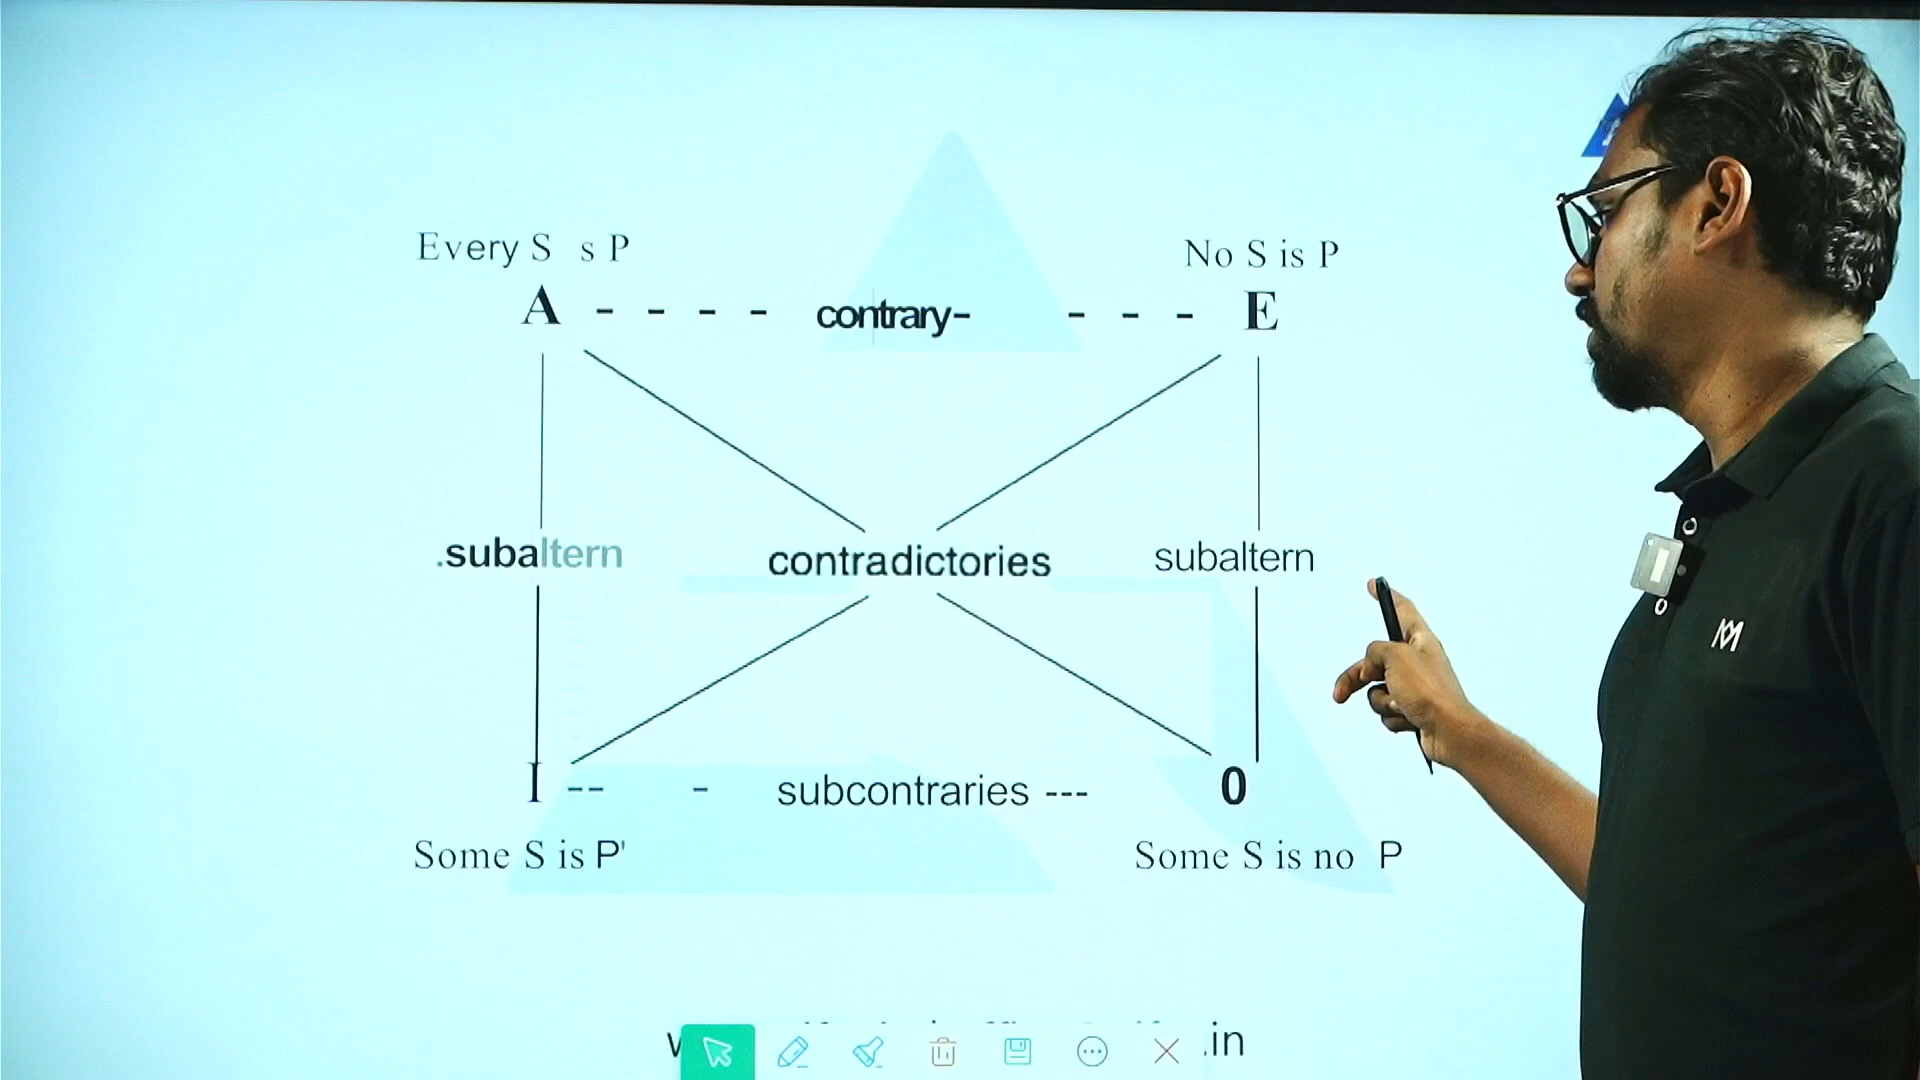 Every S s P
No S is P
A - - - - contrary- - - - E
.subaltern
contradictories
subaltern
I -- - subcontraries --- 0
Some S is P'
Some S is no P
.in